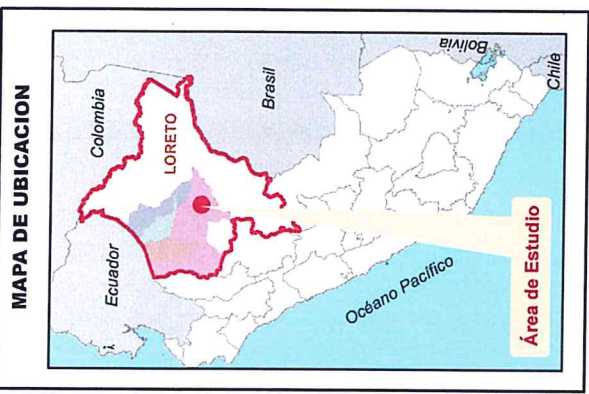 MAPA DE UBICACION
Colombia
Ecuador
LORETO
Brasil
Océano Pacífico
Bolivia
Chile
Área de Estudio